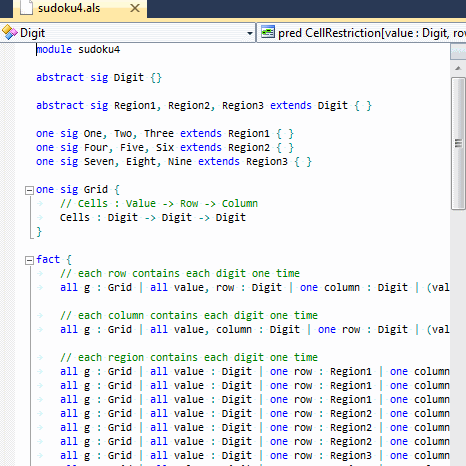 sudoku4.als
Digit
pred CellRestriction[value : Digit, row
module sudoku4
abstract sig Digit {}
abstract sig Region1, Region2, Region3 extends Digit { }
one sig One, Two, Three extends Region1 { }
one sig Four, Five, Six extends Region2 { }
one sig Seven, Eight, Nine extends Region3 { }
one sig Grid {
// Cells : Value -> Row -> Column
Cells : Digit -> Digit -> Digit
}
fact {
// each row contains each digit one time
all g : Grid | all value, row : Digit | one column : Digit | (val
// each column contains each digit one time
all g : Grid | all value, column : Digit | one row : Digit | (val
// each region contains each digit one time
all g : Grid | all value : Digit | one row : Region1 | one column
all g : Grid | all value : Digit | one row : Region1 | one column
all g : Grid | all value : Digit | one row : Region1 | one column
all g : Grid | all value : Digit | one row : Region2 | one column
all g : Grid | all value : Digit | one row : Region2 | one column
all g : Grid | all value : Digit | one row : Region2 | one column
all g : Grid | all value : Digit | one row : Region3 | one column